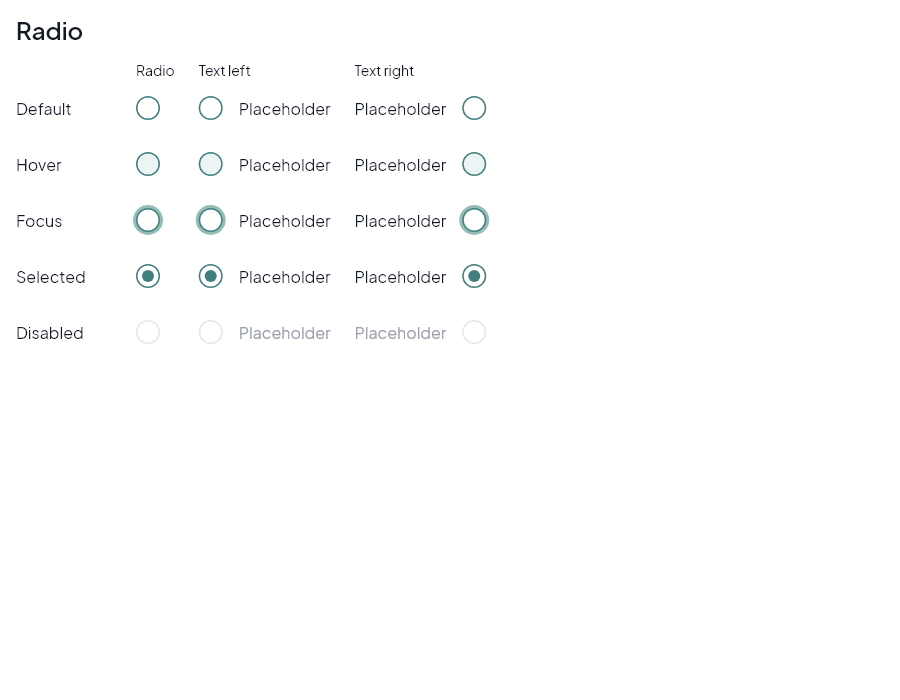 Radio
Radio Text left Text right
Default Placeholder Placeholder
Hover Placeholder Placeholder
Focus Placeholder Placeholder
Selected Placeholder Placeholder
Disabled Placeholder Placeholder